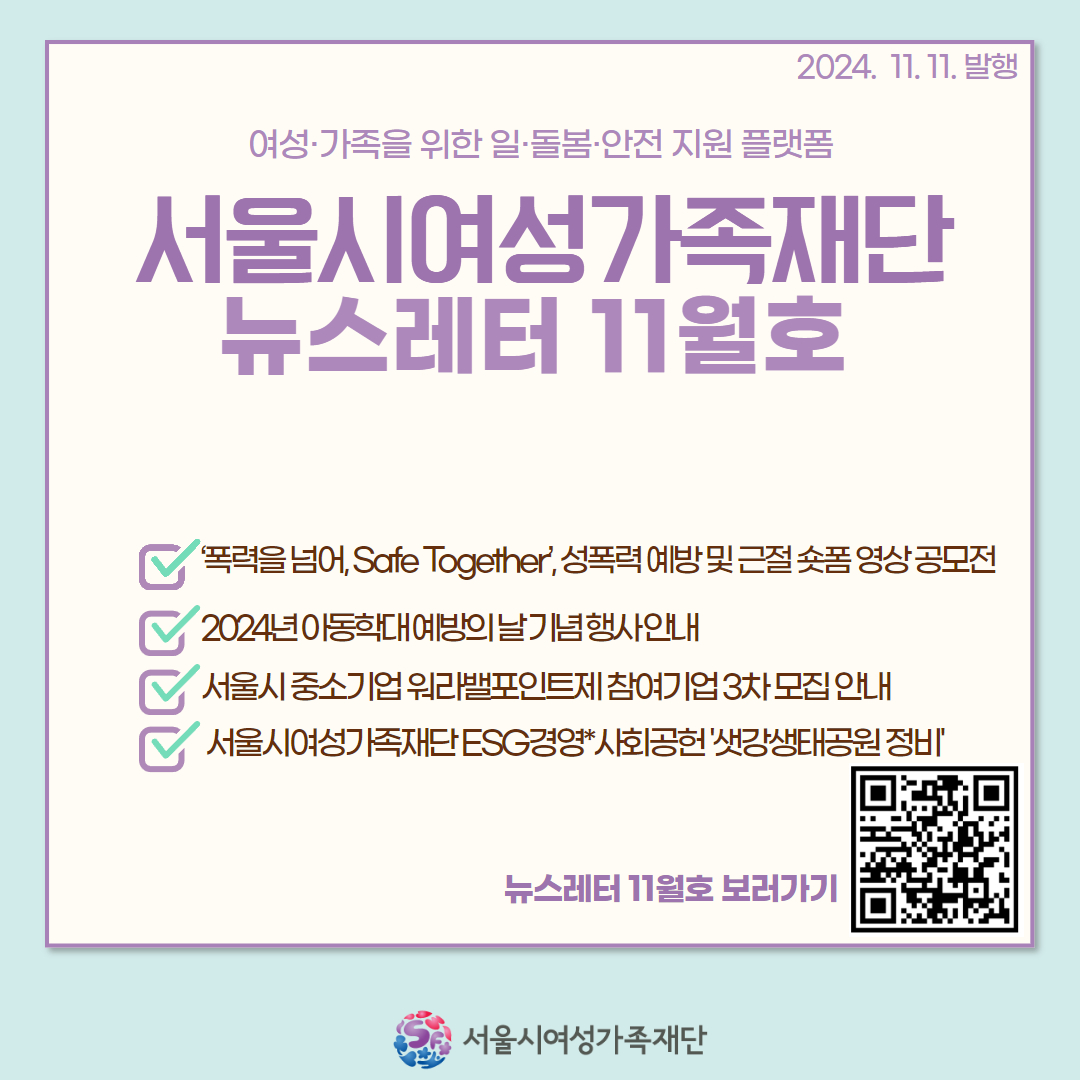 2024. 11. 11. 발행
여성·가족을 위한 일·돌봄·안전 지원 플랫폼
서울시여성가족재단
뉴스레터 11월호
‘폭력을 넘어, Safe Together’, 성폭력 예방 및 근절 숏폼 영상 공모전
2024년 아동학대 예방의 날 기념 행사 안내
서울시 중소기업 워라밸포인트제 참여기업 3차 모집 안내
서울시여성가족재단 ESG경영*사회공헌 '샛강생태공원 정비'
뉴스레터 11월호 보러가기
서울시여성가족재단